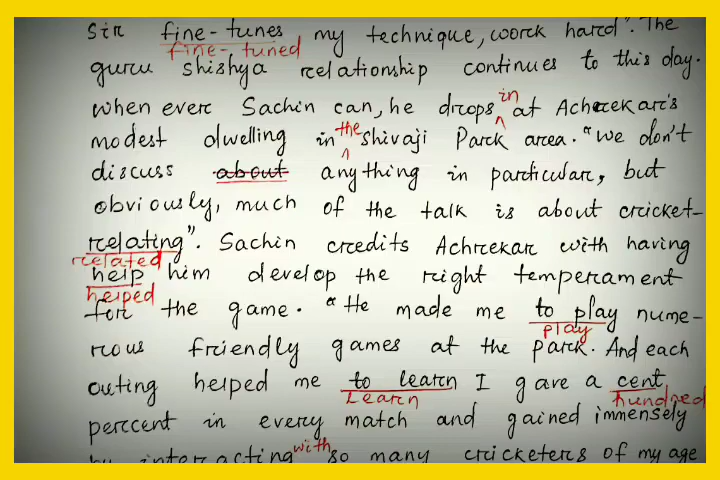 Sir fine-tunes my technique, work hard". The
fine-tuned
guru shishya relationship continues to this day.
when ever Sachin can, he drops in at Achrekar's
modest dwelling in the Shivaji Park area. "we don't
discuss about anything in particular, but
obviously, much of the talk is about cricket-
relating". Sachin credits Achrekar with having
related
help him develop the right temperament
helped
for the game. "He made me to play nume-
play
rous friendly games at the park. And each
outing helped me to learn I gave a cent
learn hundred
percent in every match and gained immensely
by interacting with so many cricketers of my age